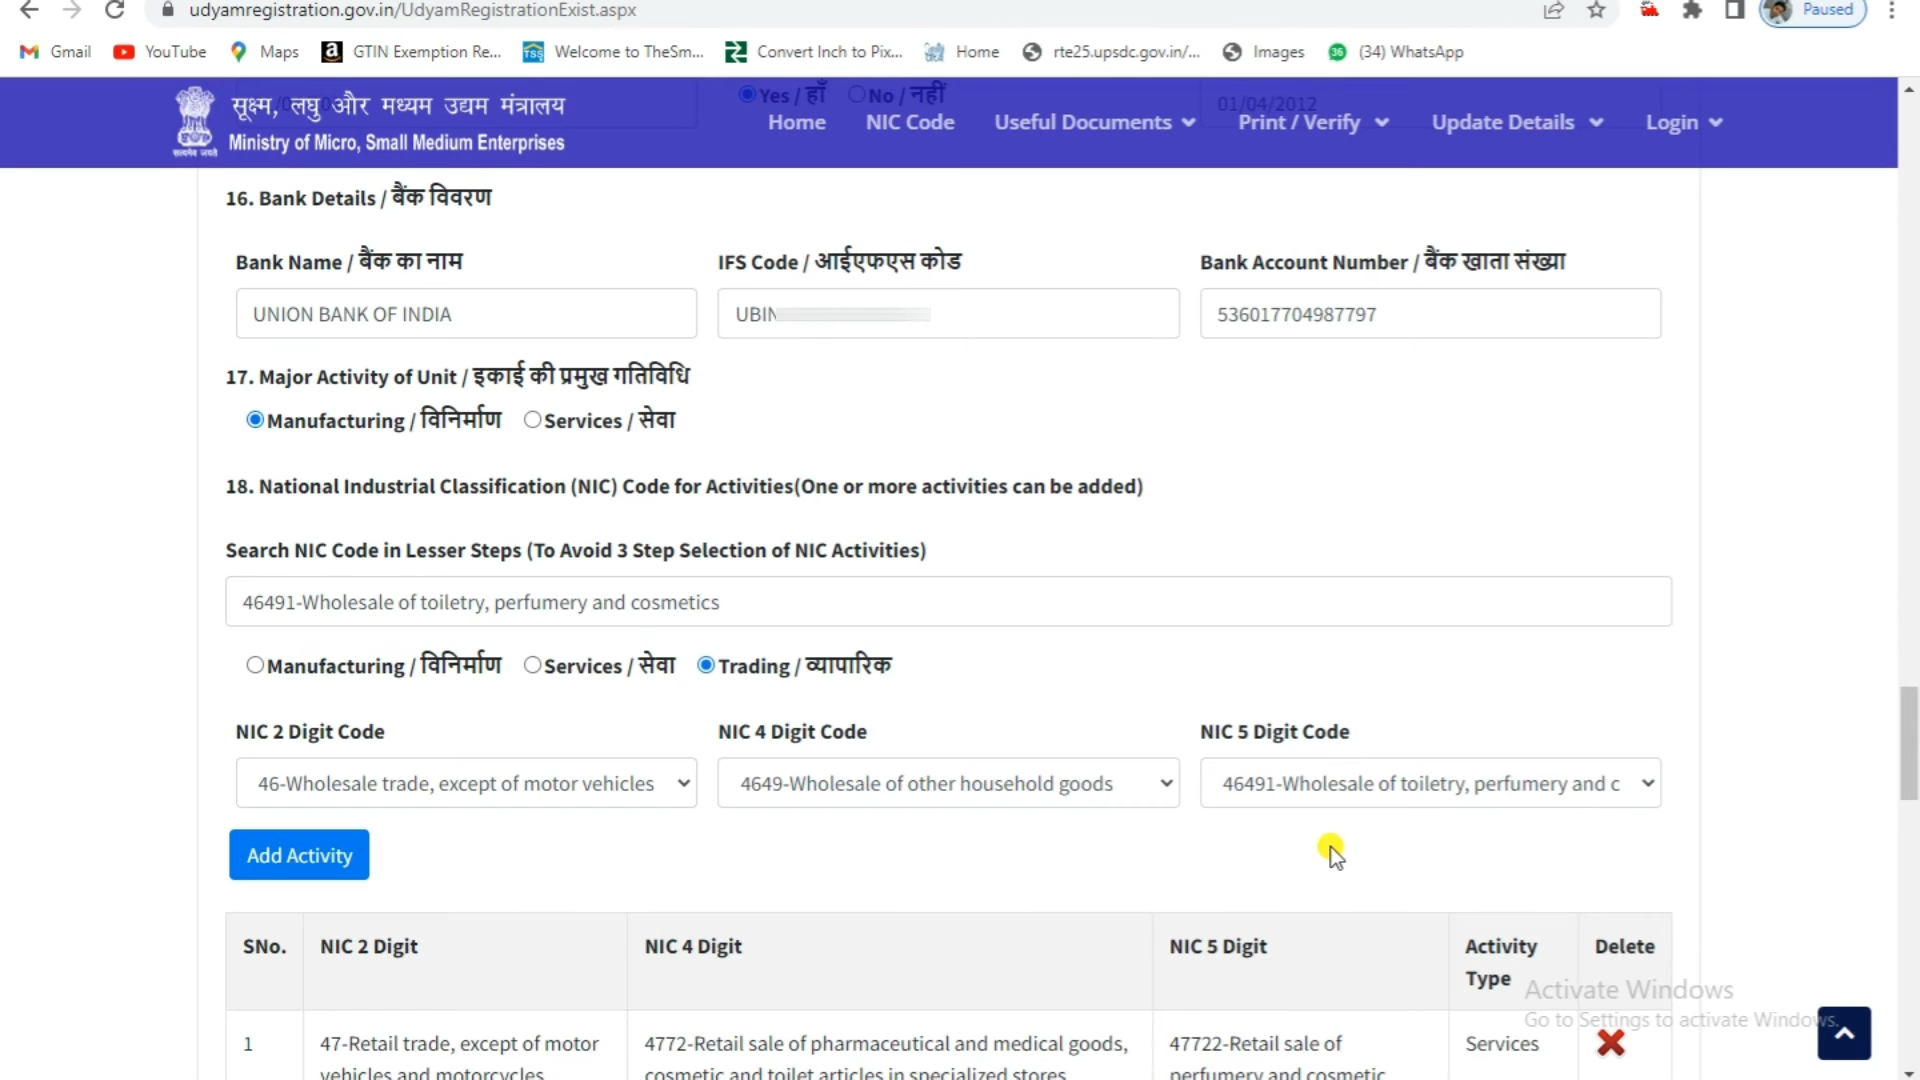 udyamregistration.gov.in/UdyamRegistrationExist.aspx
Paused
Gmail YouTube Maps GTIN Exemption Re... Welcome to TheSm... Convert Inch to Pix... Home rte25.upsdc.gov.in/... Images (34) WhatsApp
सूक्ष्म, लघु और मध्यम उद्यम मंत्रालय
Ministry of Micro, Small Medium Enterprises
Yes / हाँ No / नहीं 01/04/2012
Home NIC Code Useful Documents Print / Verify Update Details Login
16. Bank Details / बैंक विवरण
Bank Name / बैंक का नाम IFS Code / आईएफएस कोड Bank Account Number / बैंक खाता संख्या
UNION BANK OF INDIA UBIN 536017704987797
17. Major Activity of Unit / इकाई की प्रमुख गतिविधि
Manufacturing / विनिर्माण Services / सेवा
18. National Industrial Classification (NIC) Code for Activities(One or more activities can be added)
Search NIC Code in Lesser Steps (To Avoid 3 Step Selection of NIC Activities)
46491-Wholesale of toiletry, perfumery and cosmetics
Manufacturing / विनिर्माण Services / सेवा Trading / व्यापारिक
NIC 2 Digit Code NIC 4 Digit Code NIC 5 Digit Code
46-Wholesale trade, except of motor vehicles 4649-Wholesale of other household goods 46491-Wholesale of toiletry, perfumery and c
Add Activity
SNo. NIC 2 Digit NIC 4 Digit NIC 5 Digit Activity Type Delete
Activate Windows
Go to Settings to activate Windows.
1 47-Retail trade, except of motor 4772-Retail sale of pharmaceutical and medical goods, 47722-Retail sale of Services
vehicles and motorcycles cosmetic and toilet articles in specialized stores perfumery and cosmetic